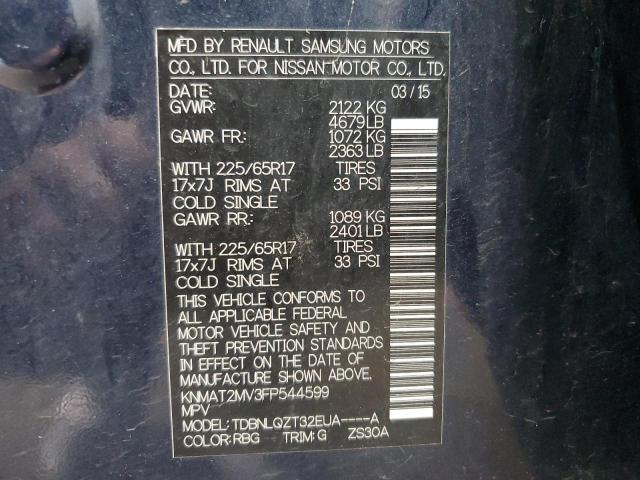 MFD BY RENAULT SAMSUNG MOTORS
CO., LTD. FOR NISSAN MOTOR CO., LTD.
DATE: 03/15
GVWR: 2122 KG
4679 LB
GAWR FR: 1072 KG
2363 LB
WITH 225/65R17 TIRES
17x7J RIMS AT 33 PSI
COLD SINGLE
GAWR RR: 1089 KG
2401 LB
WITH 225/65R17 TIRES
17x7J RIMS AT 33 PSI
COLD SINGLE
THIS VEHICLE CONFORMS TO
ALL APPLICABLE FEDERAL
MOTOR VEHICLE SAFETY AND
THEFT PREVENTION STANDARDS
IN EFFECT ON THE DATE OF
MANUFACTURE SHOWN ABOVE.
KNMAT2MV3FP544599
MPV
MODEL: TDBNLQZT32EUA----A
COLOR: RBG TRIM: G ZS30A